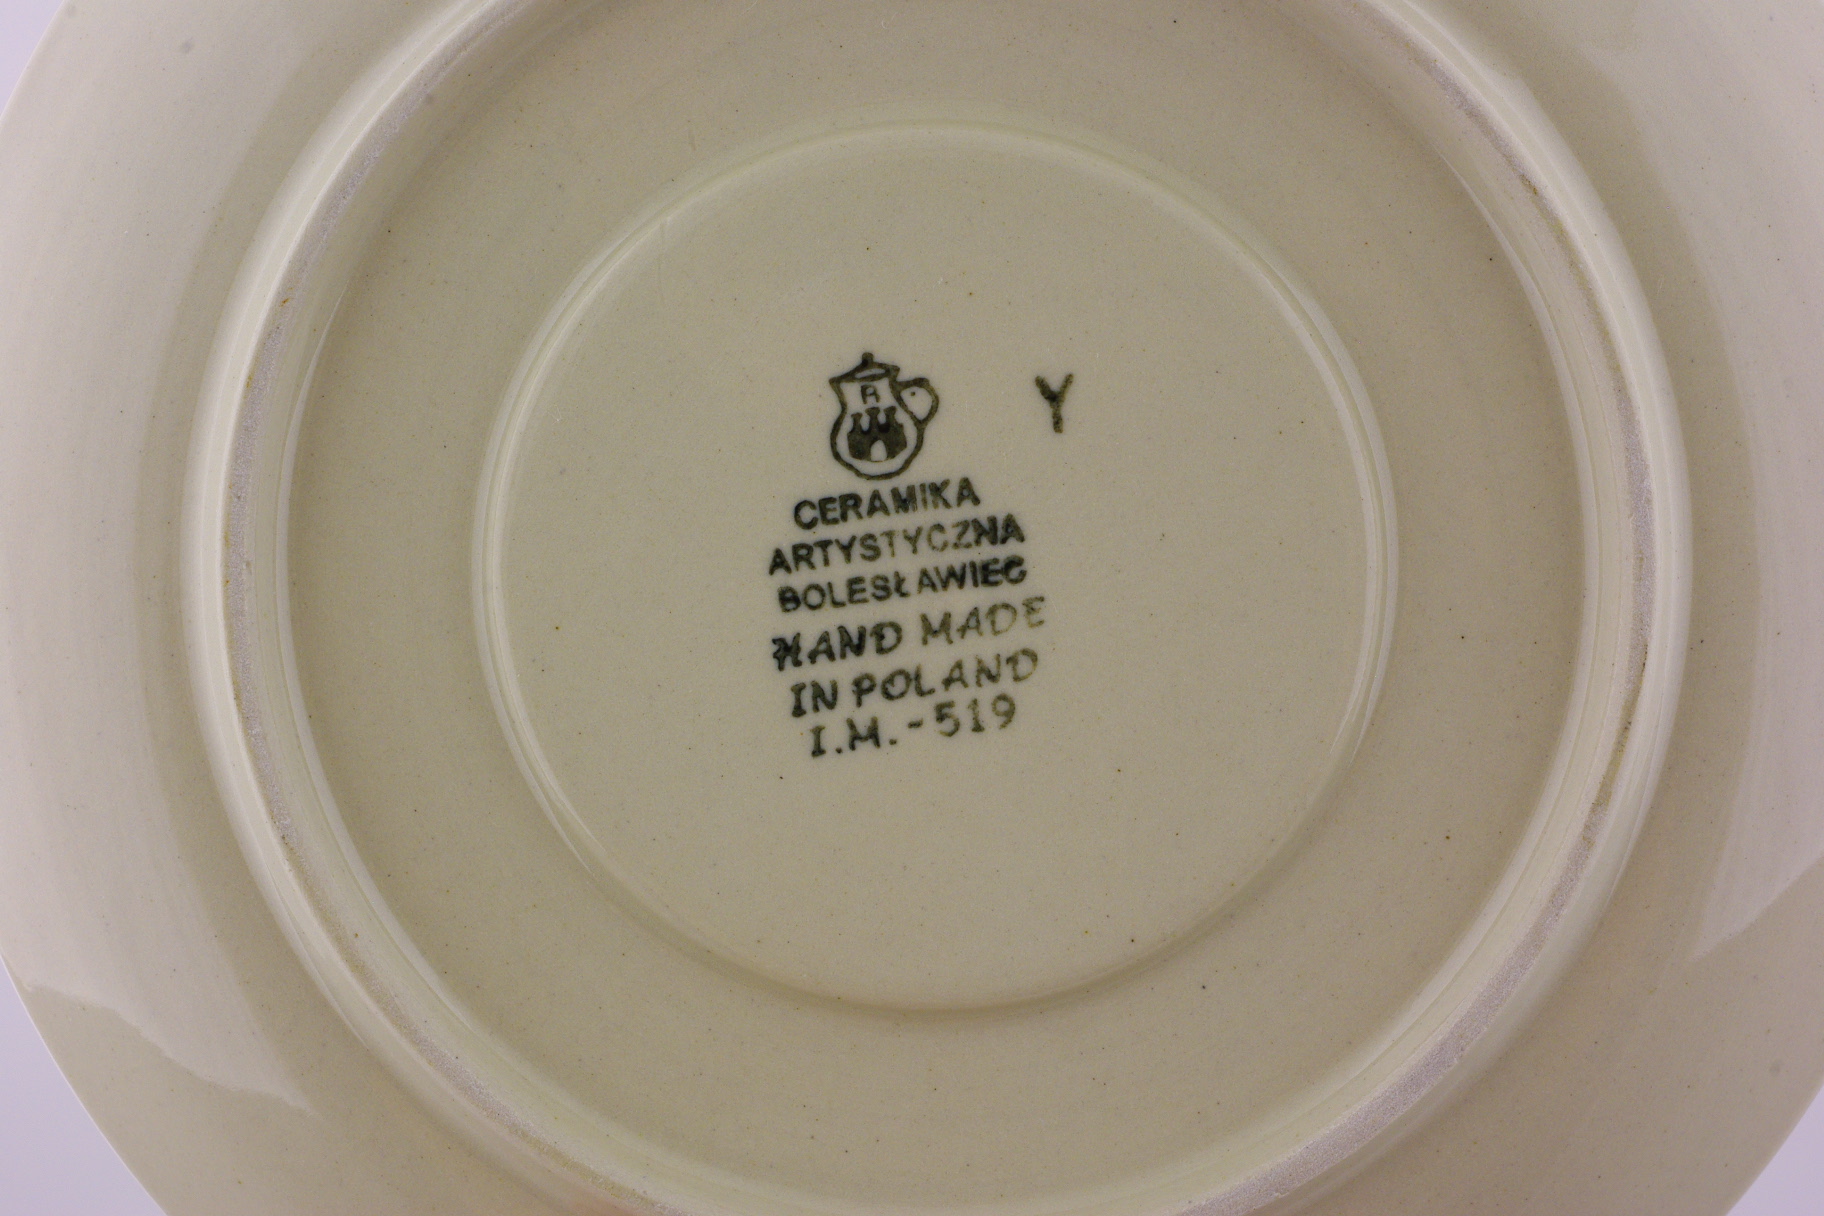 R
Y
CERAMIKA
ARTYSTYCZNA
BOLESŁAWIEC
HAND MADE
IN POLAND
I.M.-519